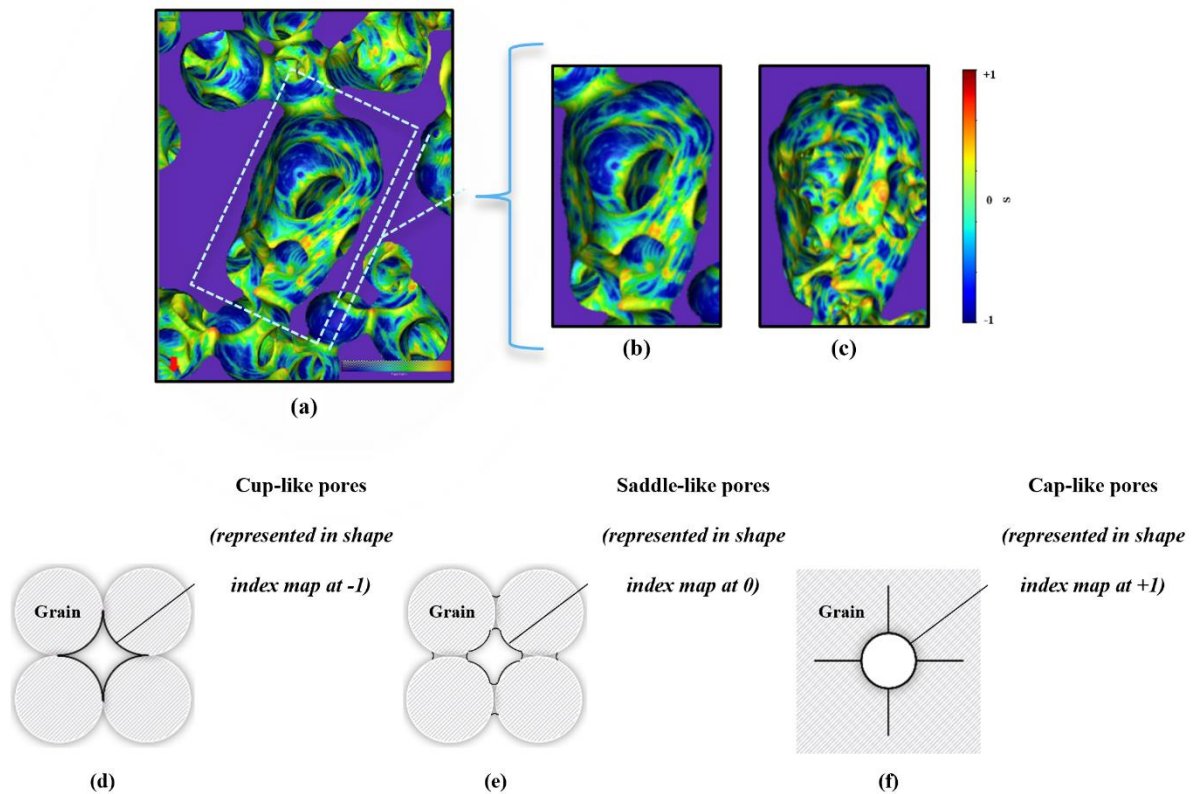 +1
0
s
-1
(b)
(c)
(a)
Cup-like pores
(represented in shape
index map at -1)
Saddle-like pores
(represented in shape
index map at 0)
Cap-like pores
(represented in shape
index map at +1)
Grain
Grain
Grain
(d)
(e)
(f)